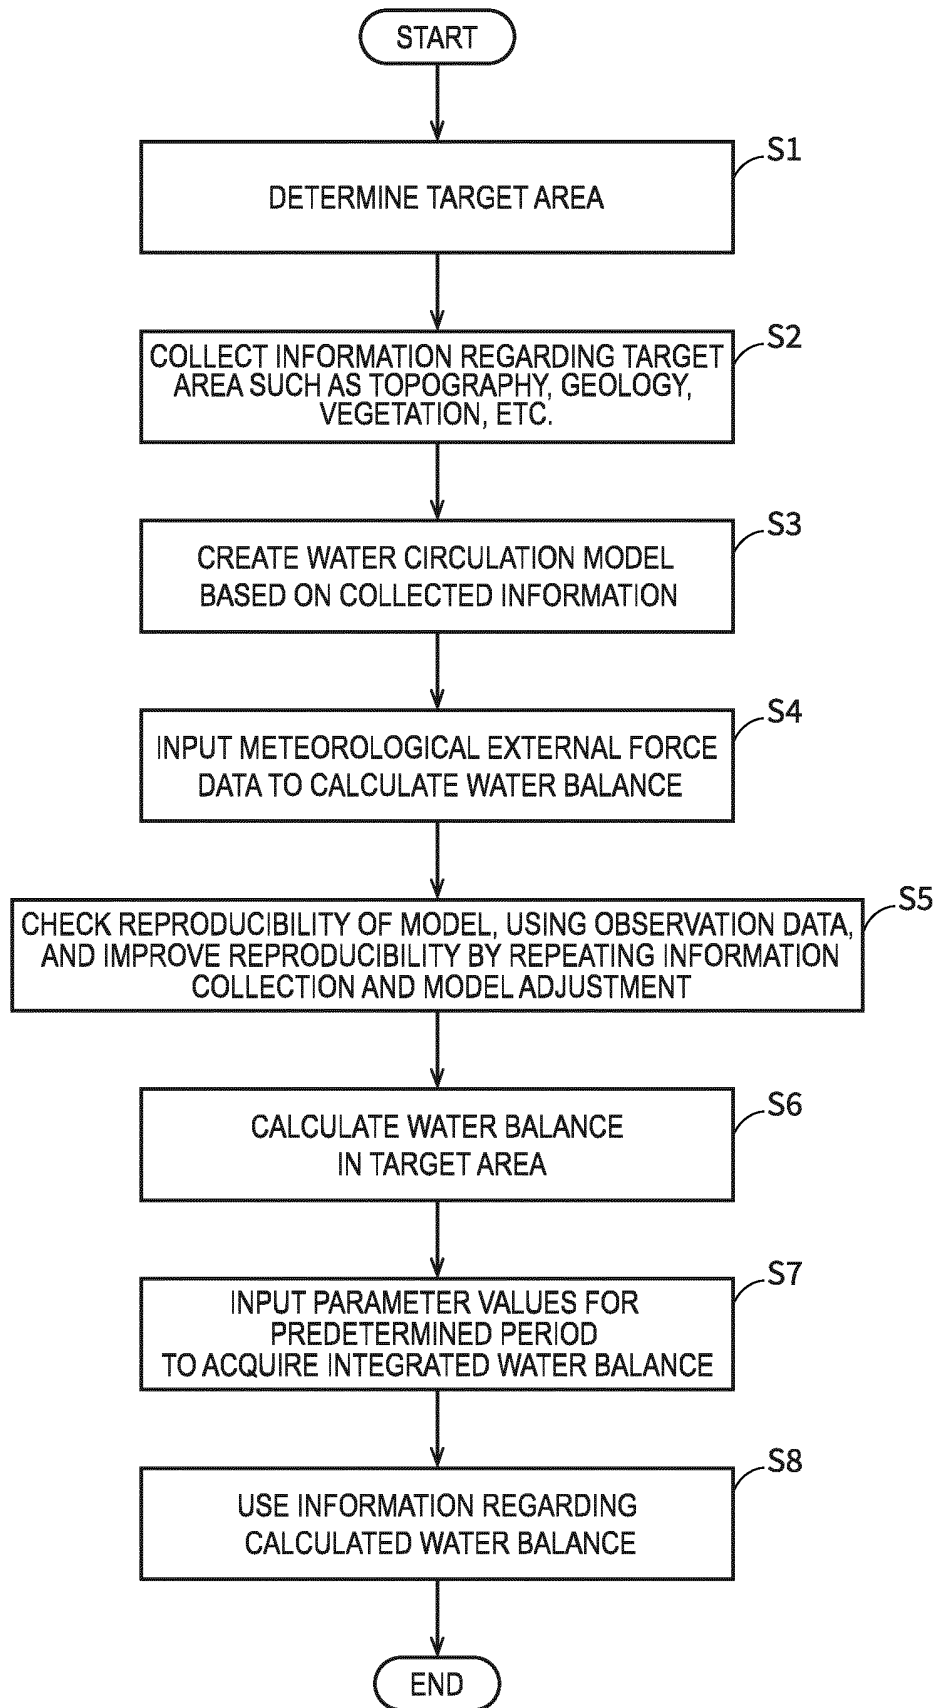 START
S1
DETERMINE TARGET AREA
S2
COLLECT INFORMATION REGARDING TARGET
AREA SUCH AS TOPOGRAPHY, GEOLOGY,
VEGETATION, ETC.
S3
CREATE WATER CIRCULATION MODEL
BASED ON COLLECTED INFORMATION
S4
INPUT METEOROLOGICAL EXTERNAL FORCE
DATA TO CALCULATE WATER BALANCE
S5
CHECK REPRODUCIBILITY OF MODEL, USING OBSERVATION DATA,
AND IMPROVE REPRODUCIBILITY BY REPEATING INFORMATION
COLLECTION AND MODEL ADJUSTMENT
S6
CALCULATE WATER BALANCE
IN TARGET AREA
S7
INPUT PARAMETER VALUES FOR
PREDETERMINED PERIOD
TO ACQUIRE INTEGRATED WATER BALANCE
S8
USE INFORMATION REGARDING
CALCULATED WATER BALANCE
END